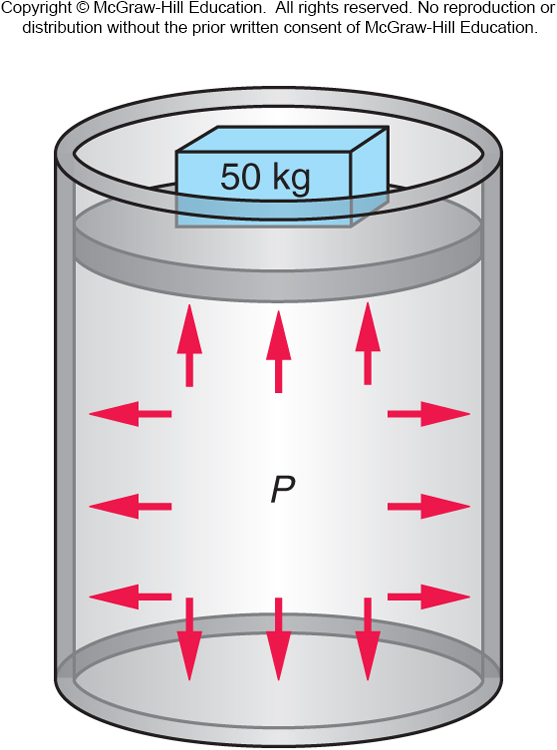 Copyright © McGraw-Hill Education. All rights reserved. No reproduction or
distribution without the prior written consent of McGraw-Hill Education.
50 kg
P